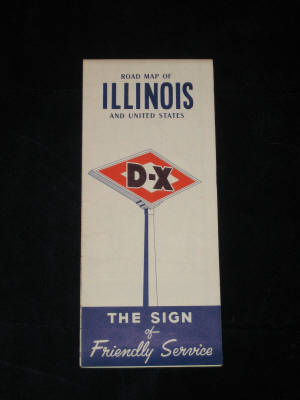 ROAD MAP OF
ILLINOIS
AND UNITED STATES
D-X
THE SIGN
of
Friendly Service